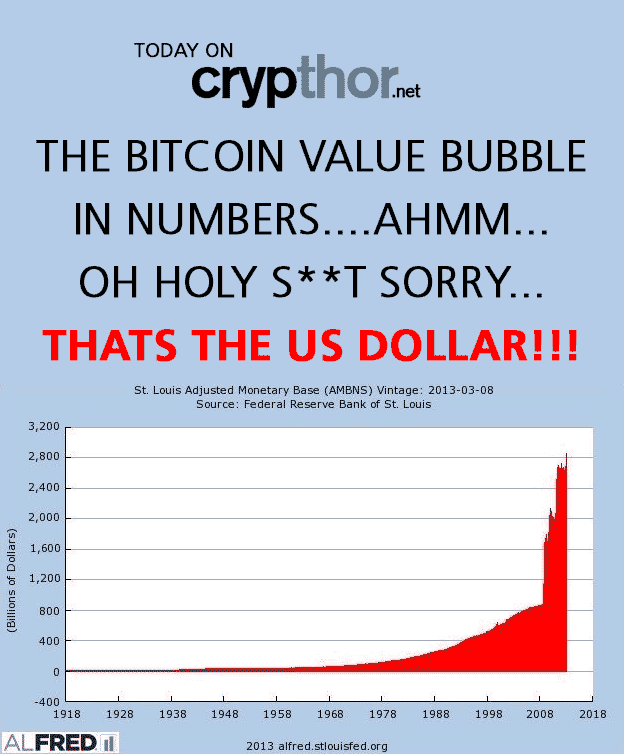 TODAY ON
crypthor.net
THE BITCOIN VALUE BUBBLE
IN NUMBERS....AHMM...
OH HOLY S**T SORRY...
THATS THE US DOLLAR!!!
St. Louis Adjusted Monetary Base (AMBNS) Vintage: 2013-03-08
Source: Federal Reserve Bank of St. Louis
(Billions of Dollars)
3,200
2,800
2,400
2,000
1,600
1,200
800
400
0
-400
1918 1928 1938 1948 1958 1968 1978 1988 1998 2008 2018
ALFRED
2013 alfred.stlouisfed.org